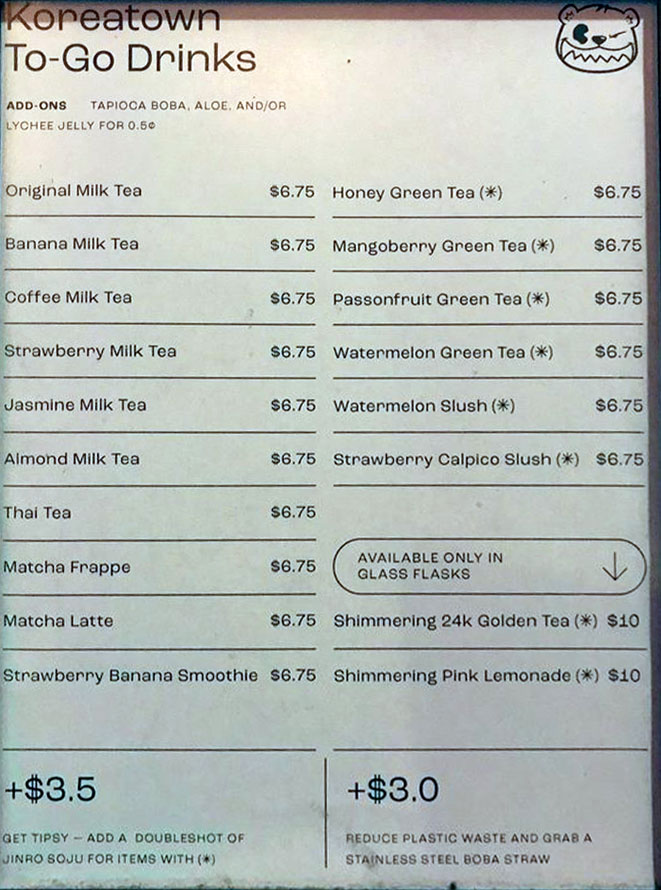 Koreatown
To-Go Drinks
ADD-ONS TAPIOCA BOBA, ALOE, AND/OR
LYCHEE JELLY FOR 0.5¢
Original Milk Tea $6.75
Banana Milk Tea $6.75
Coffee Milk Tea $6.75
Strawberry Milk Tea $6.75
Jasmine Milk Tea $6.75
Almond Milk Tea $6.75
Thai Tea $6.75
Matcha Frappe $6.75
Matcha Latte $6.75
Strawberry Banana Smoothie $6.75
Honey Green Tea (✳) $6.75
Mangoberry Green Tea (✳) $6.75
Passonfruit Green Tea (✳) $6.75
Watermelon Green Tea (✳) $6.75
Watermelon Slush (✳) $6.75
Strawberry Calpico Slush (✳) $6.75
AVAILABLE ONLY IN
GLASS FLASKS ↓
Shimmering 24k Golden Tea (✳) $10
Shimmering Pink Lemonade (✳) $10
+$3.5
GET TIPSY — ADD A DOUBLESHOT OF
JINRO SOJU FOR ITEMS WITH (✳)
+$3.0
REDUCE PLASTIC WASTE AND GRAB A
STAINLESS STEEL BOBA STRAW